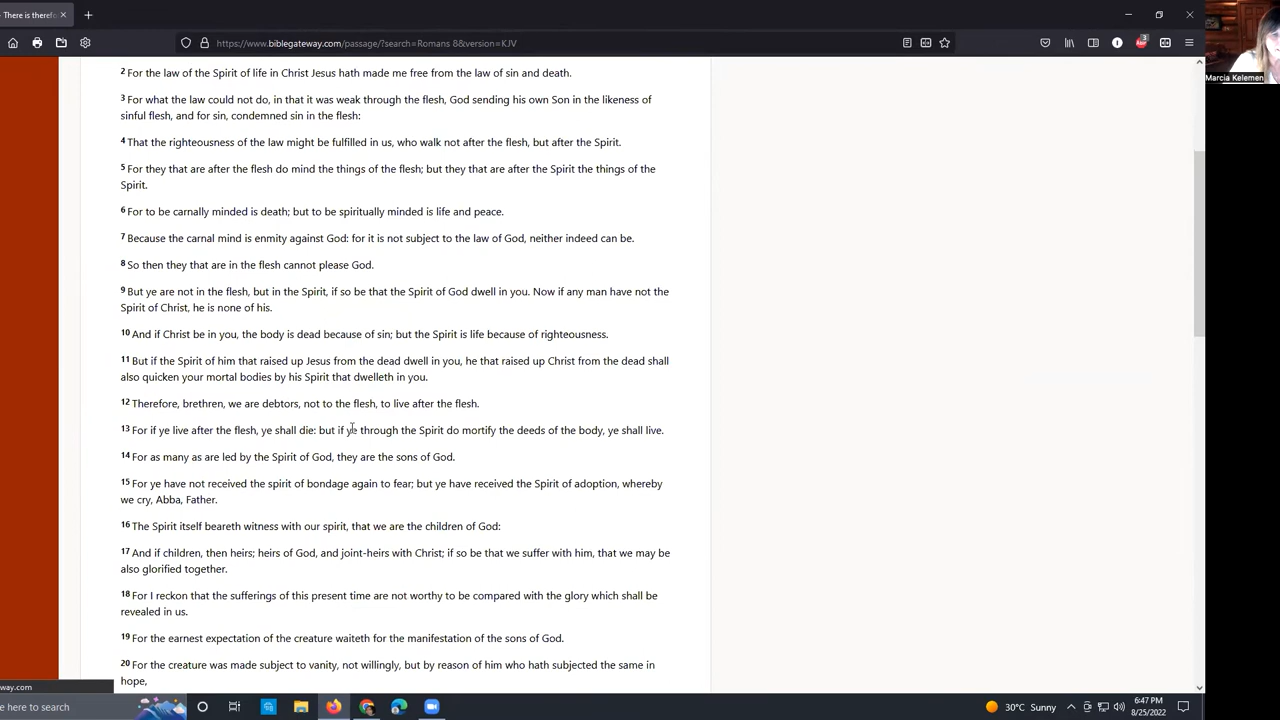 There is therefo
https://www.biblegateway.com/passage/?search=Romans 8&version=KJV
3
Marcia Kelemen
2 For the law of the Spirit of life in Christ Jesus hath made me free from the law of sin and death.
3 For what the law could not do, in that it was weak through the flesh, God sending his own Son in the likeness of
sinful flesh, and for sin, condemned sin in the flesh:
4 That the righteousness of the law might be fulfilled in us, who walk not after the flesh, but after the Spirit.
5 For they that are after the flesh do mind the things of the flesh; but they that are after the Spirit the things of the
Spirit.
6 For to be carnally minded is death; but to be spiritually minded is life and peace.
7 Because the carnal mind is enmity against God: for it is not subject to the law of God, neither indeed can be.
8 So then they that are in the flesh cannot please God.
9 But ye are not in the flesh, but in the Spirit, if so be that the Spirit of God dwell in you. Now if any man have not the
Spirit of Christ, he is none of his.
10 And if Christ be in you, the body is dead because of sin; but the Spirit is life because of righteousness.
11 But if the Spirit of him that raised up Jesus from the dead dwell in you, he that raised up Christ from the dead shall
also quicken your mortal bodies by his Spirit that dwelleth in you.
12 Therefore, brethren, we are debtors, not to the flesh, to live after the flesh.
13 For if ye live after the flesh, ye shall die: but if ye through the Spirit do mortify the deeds of the body, ye shall live.
14 For as many as are led by the Spirit of God, they are the sons of God.
15 For ye have not received the spirit of bondage again to fear; but ye have received the Spirit of adoption, whereby
we cry, Abba, Father.
16 The Spirit itself beareth witness with our spirit, that we are the children of God:
17 And if children, then heirs; heirs of God, and joint-heirs with Christ; if so be that we suffer with him, that we may be
also glorified together.
18 For I reckon that the sufferings of this present time are not worthy to be compared with the glory which shall be
revealed in us.
19 For the earnest expectation of the creature waiteth for the manifestation of the sons of God.
20 For the creature was made subject to vanity, not willingly, but by reason of him who hath subjected the same in
hope,
way.com
here to search
30°C Sunny
6:47 PM
8/25/2022